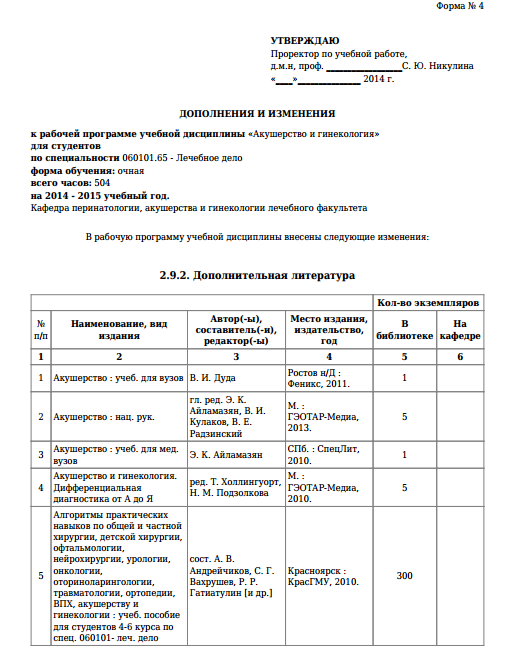 Форма № 4
УТВЕРЖДАЮ
Проректор по учебной работе,
д.м.н, проф. _________________С. Ю. Никулина
«____»______________ 2014 г.
ДОПОЛНЕНИЯ И ИЗМЕНЕНИЯ
к рабочей программе учебной дисциплины «Акушерство и гинекология»
для студентов
по специальности 060101.65 - Лечебное дело
форма обучения: очная
всего часов: 504
на 2014 - 2015 учебный год.
Кафедра перинатологии, акушерства и гинекологии лечебного факультета
В рабочую программу учебной дисциплины внесены следующие изменения:
2.9.2. Дополнительная литература
Кол-во экземпляров
№ п/п
Наименование, вид
издания
Автор(-ы),
составитель(-и),
редактор(-ы)
Место издания,
издательство,
год
В
библиотеке
На
кафедре
1 2 3 4 5 6
1
Акушерство : учеб. для вузов
В. И. Дуда
Ростов н/Д :
Феникс, 2011.
1
2
Акушерство : нац. рук.
гл. ред. Э. К.
Айламазян, В. И.
Кулаков, В. Е.
Радзинский
М. :
ГЭОТАР-Медиа,
2013.
5
3
Акушерство : учеб. для мед.
вузов
Э. К. Айламазян
СПб. : СпецЛит,
2010.
1
4
Акушерство и гинекология.
Дифференциальная
диагностика от А до Я
ред. Т. Холлингуорт,
Н. М. Подзолкова
М. :
ГЭОТАР-Медиа,
2010.
5
5
Алгоритмы практических
навыков по общей и частной
хирургии, детской хирургии,
офтальмологии,
нейрохирургии, урологии,
онкологии,
оториноларингологии,
травматологии, ортопедии,
ВПХ, акушерству и
гинекологии : учеб. пособие
для студентов 4-6 курса по
спец. 060101- леч. дело
сост. А. В.
Андрейчиков, С. Г.
Вахрушев, Р. Р.
Гатиатулин [и др.]
Красноярск :
КрасГМУ, 2010.
300